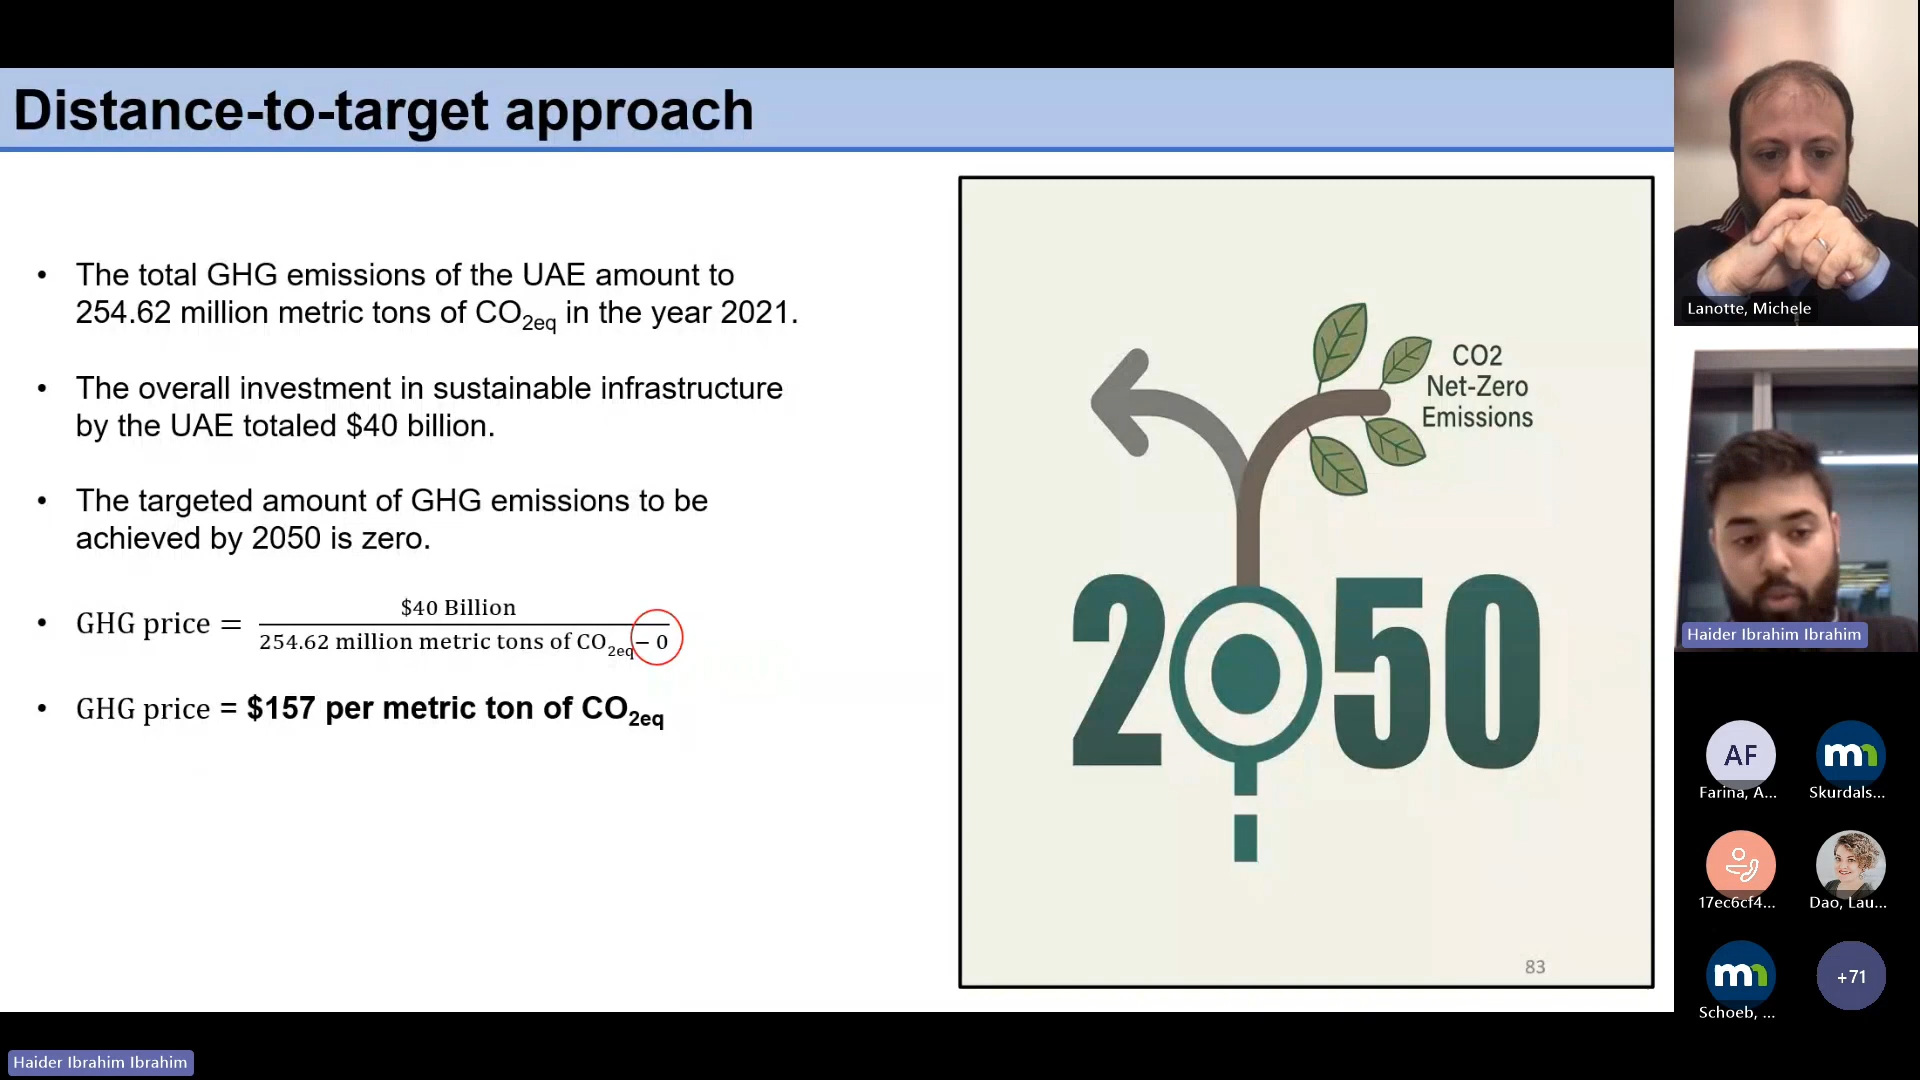 Distance-to-target approach
• The total GHG emissions of the UAE amount to
254.62 million metric tons of CO2eq in the year 2021.
• The overall investment in sustainable infrastructure
by the UAE totaled $40 billion.
• The targeted amount of GHG emissions to be
achieved by 2050 is zero.
• GHG price = $40 Billion
254.62 million metric tons of CO2eq − 0
• GHG price = $157 per metric ton of CO2eq
CO2
Net-Zero
Emissions
2050
83
Lanotte, Michele
Haider Ibrahim Ibrahim
AF
Farina, A...
mn
Skurdals...
17ec6cf4...
Dao, Lau...
mn
Schoeb, ...
+71
Haider Ibrahim Ibrahim